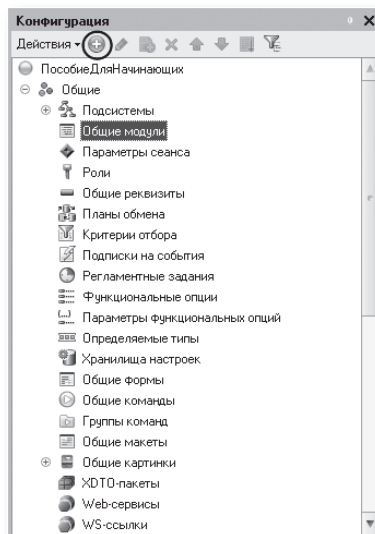 Конфигурация
Действия
ПособиеДляНачинающих
Общие
Подсистемы
Общие модули
Параметры сеанса
Роли
Общие реквизиты
Планы обмена
Критерии отбора
Подписки на события
Регламентные задания
Функциональные опции
Параметры функциональных опций
Определяемые типы
Хранилища настроек
Общие формы
Общие команды
Группы команд
Общие макеты
Общие картинки
XDTO-пакеты
Web-сервисы
WS-ссылки